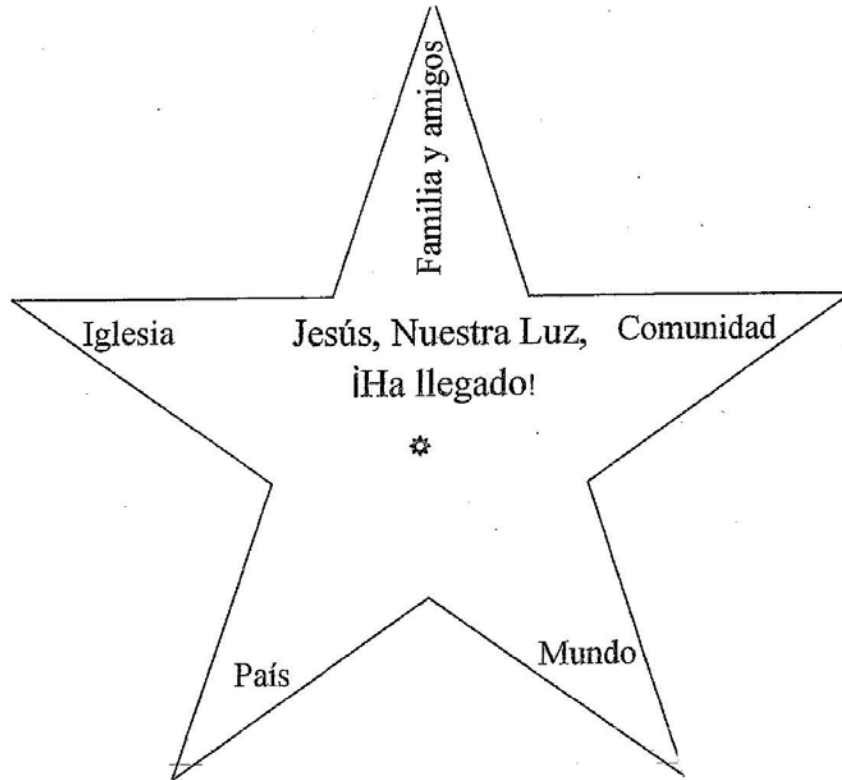 Familia y amigos
Iglesia
Jesús, Nuestra Luz,
¡Ha llegado!
Comunidad
País
Mundo